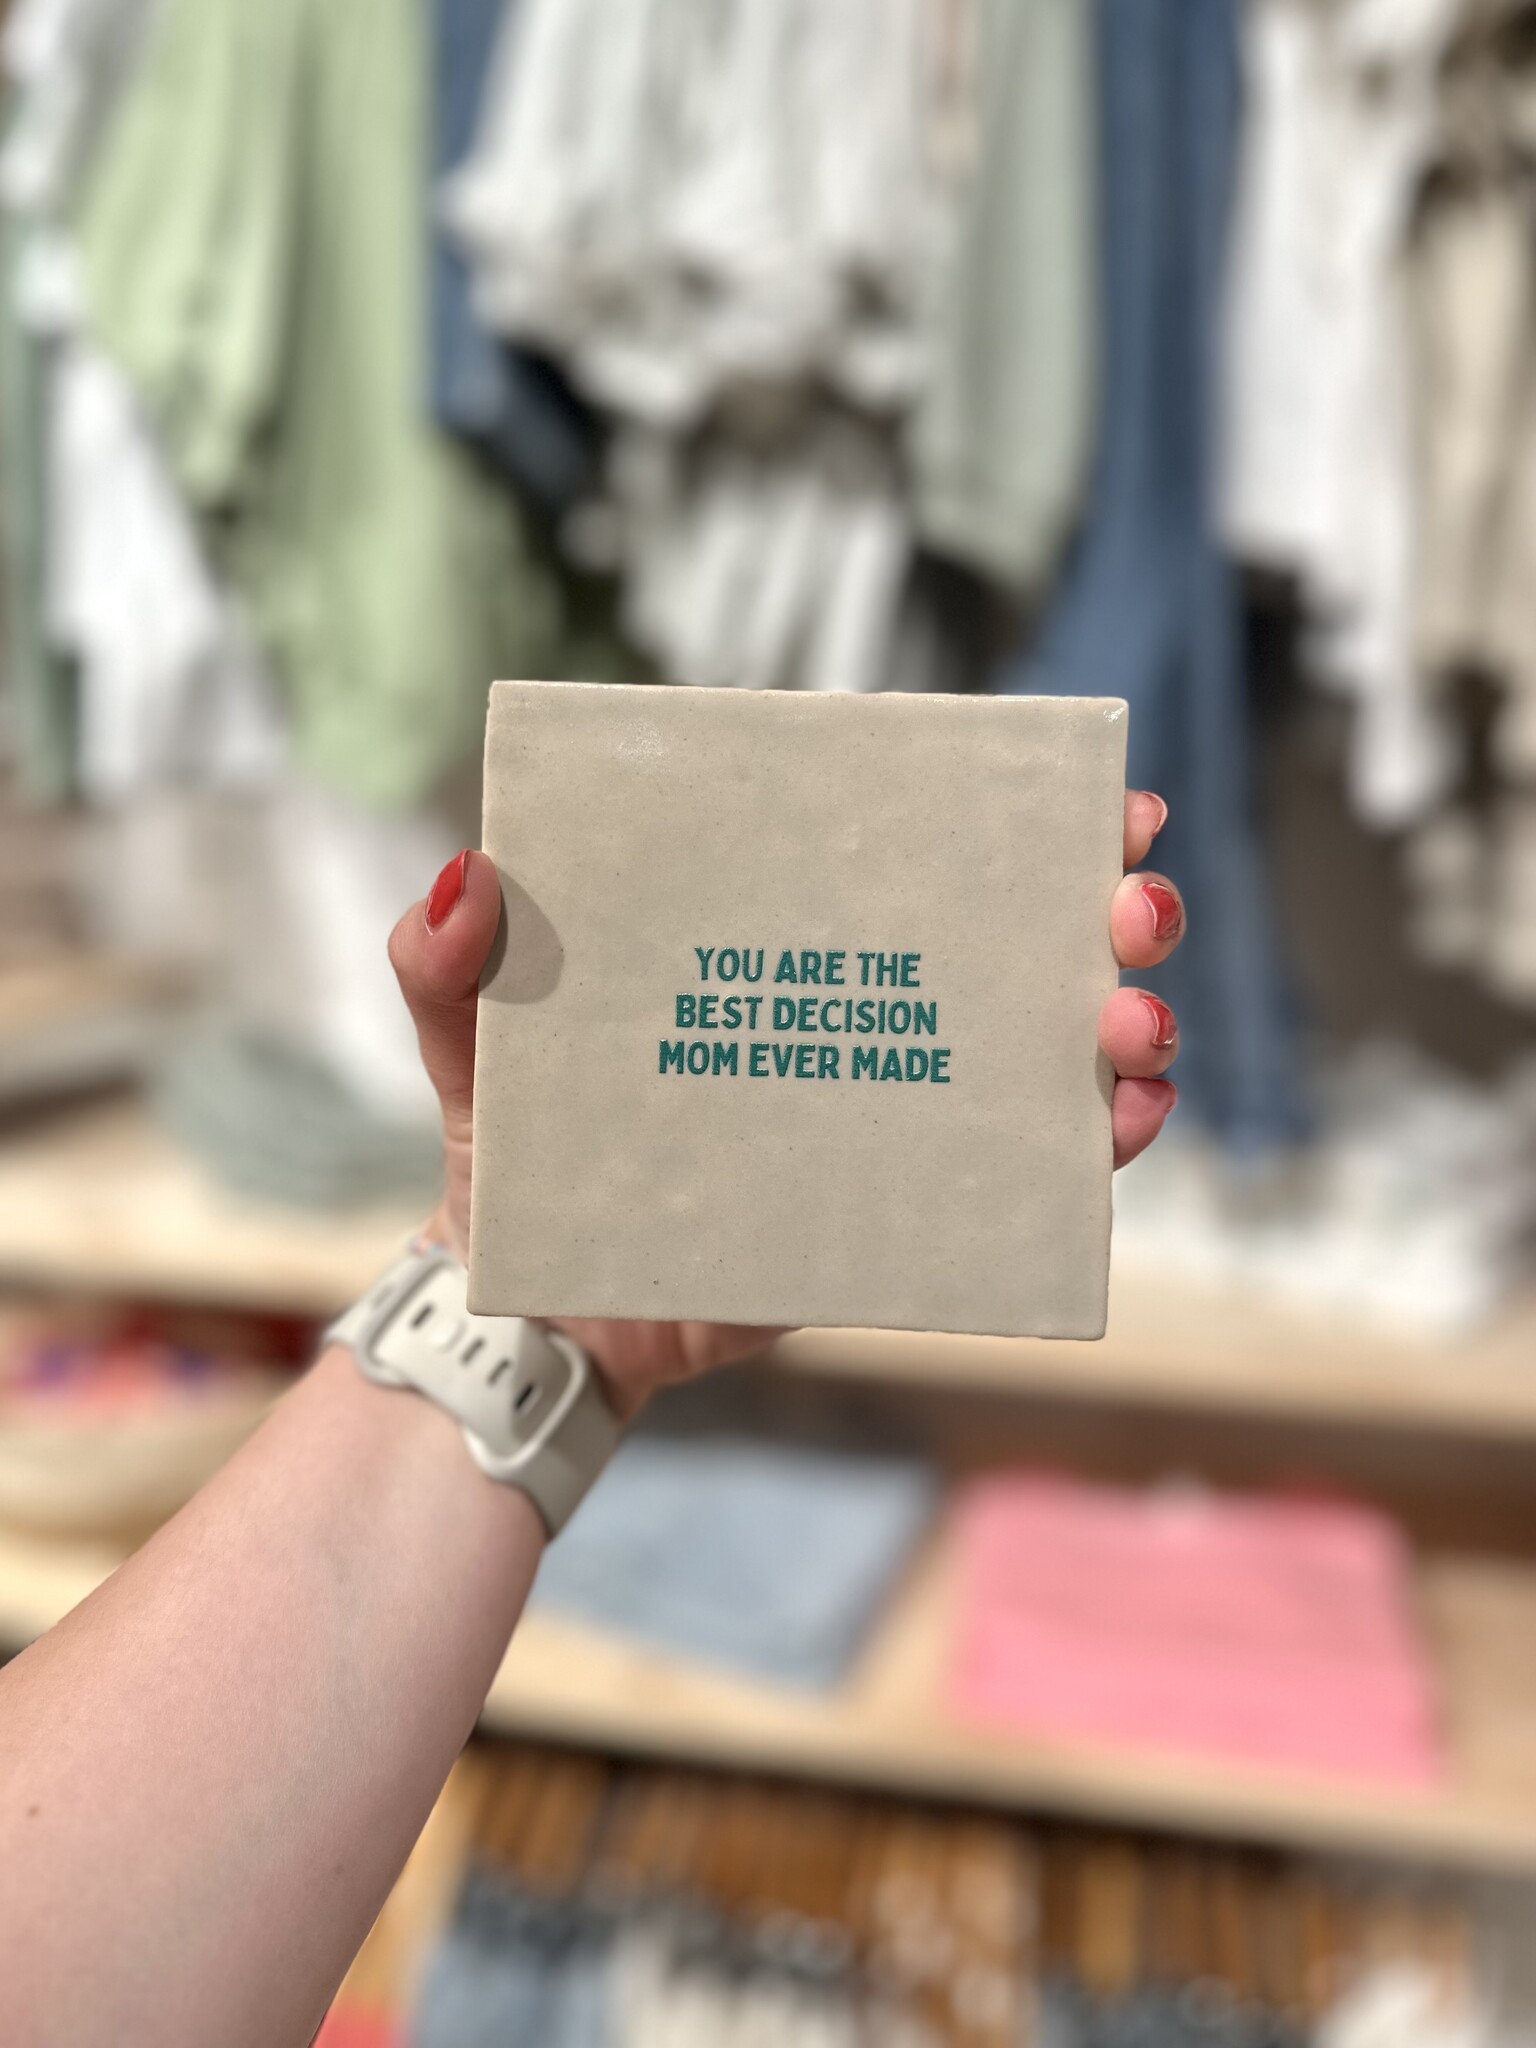 YOU ARE THE
BEST DECISION
MOM EVER MADE